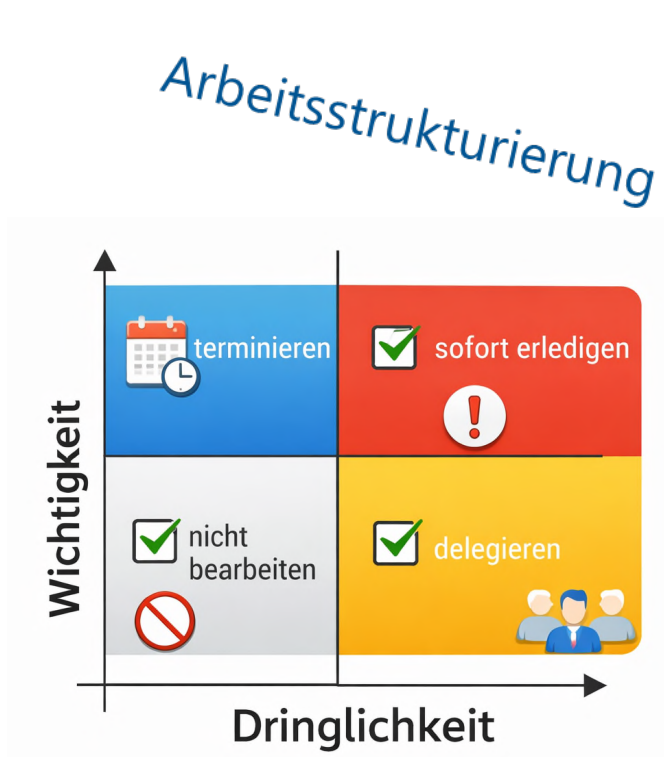 Arbeitsstrukturierung
terminieren
sofort erledigen
Wichtigkeit
nicht
bearbeiten
delegieren
Dringlichkeit